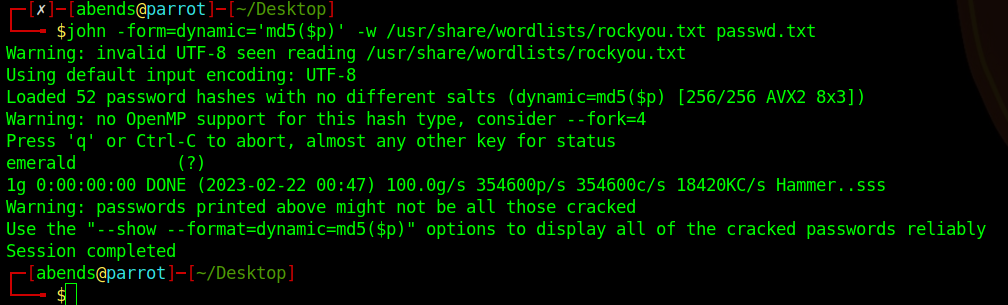 ┌─[✗]─[abends@parrot]─[~/Desktop]
└──╼ $john -form=dynamic='md5($p)' -w /usr/share/wordlists/rockyou.txt passwd.txt
Warning: invalid UTF-8 seen reading /usr/share/wordlists/rockyou.txt
Using default input encoding: UTF-8
Loaded 52 password hashes with no different salts (dynamic=md5($p) [256/256 AVX2 8x3])
Warning: no OpenMP support for this hash type, consider --fork=4
Press 'q' or Ctrl-C to abort, almost any other key for status
emerald          (?)
1g 0:00:00:00 DONE (2023-02-22 00:47) 100.0g/s 354600p/s 354600c/s 18420KC/s Hammer..sss
Warning: passwords printed above might not be all those cracked
Use the "--show --format=dynamic=md5($p)" options to display all of the cracked passwords reliably
Session completed
┌─[abends@parrot]─[~/Desktop]
└──╼ $